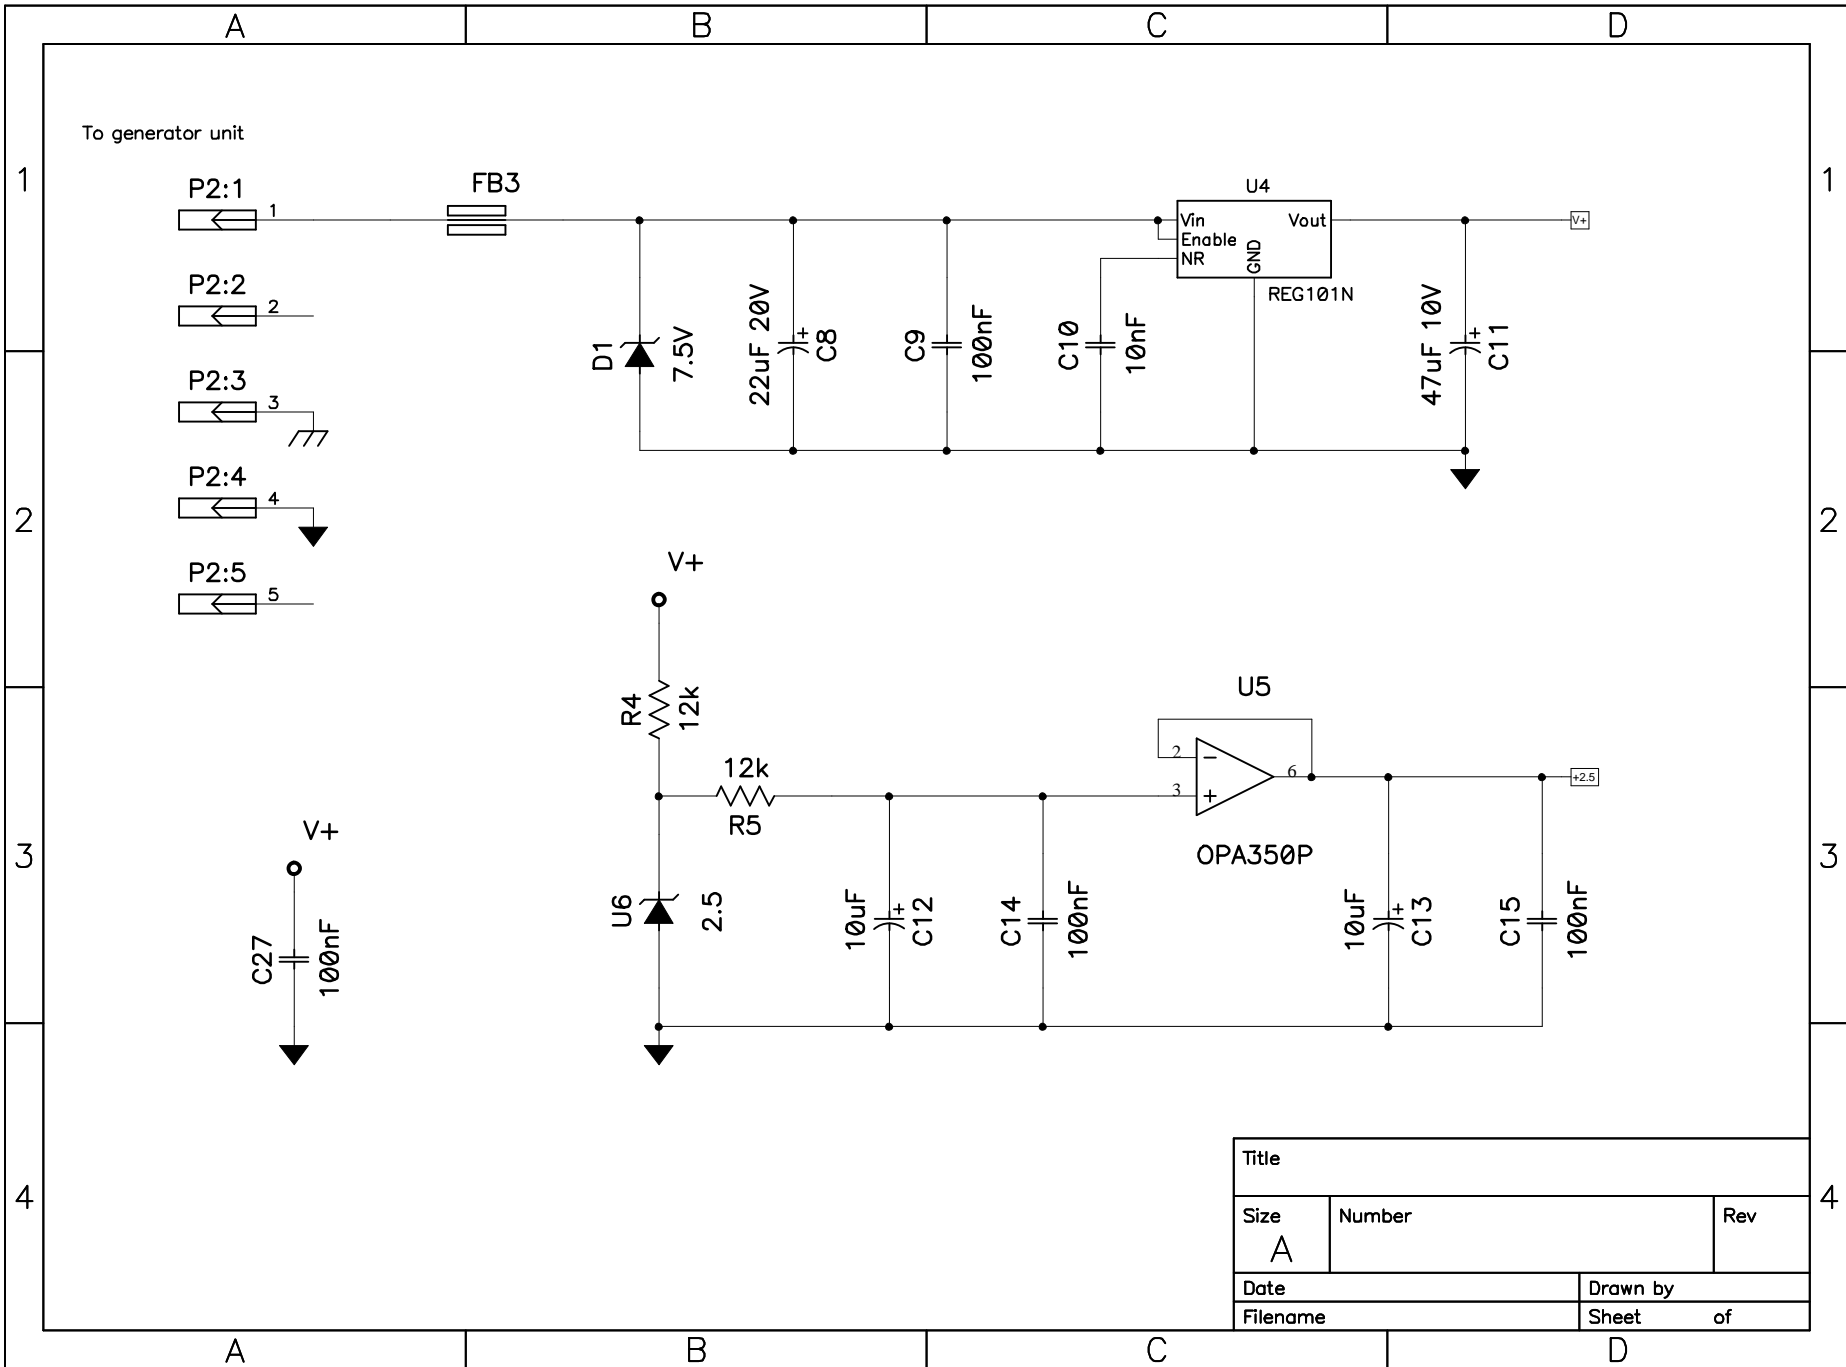 A B C D
To generator unit
1 1
P2:1 1
FB3
U4
Vin Vout
Enable
NR
GND
REG101N
V+
P2:2 2
D1 7.5V
22uF 20V + C8
C9 100nF
C10 10nF
47uF 10V + C11
P2:3 3
P2:4 4
2 2
P2:5 5
V+
R4 12k
U5
12k
R5
2
3
6
- +
+2.5
OPA350P
3 3
V+
C27 100nF
U6 2.5
10uF + C12
C14 100nF
10uF + C13
C15 100nF
4 4
Title
Size Number Rev
A
Date Drawn by
Filename Sheet of
A B C D